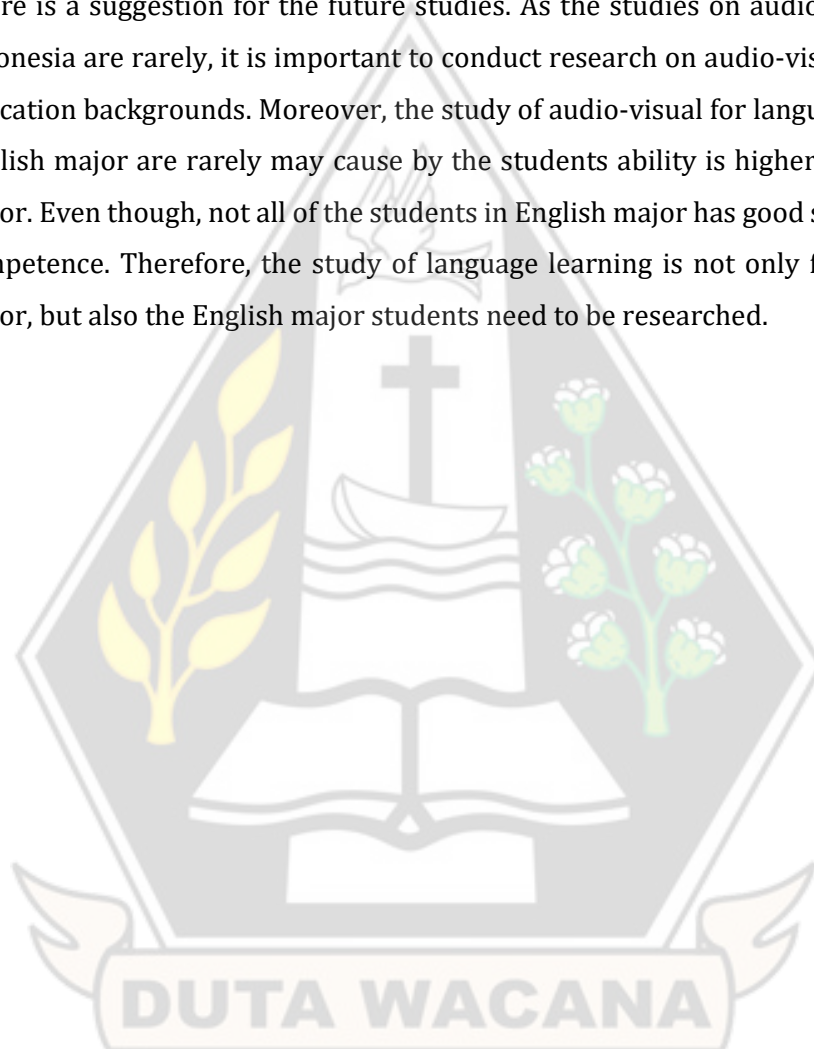 re is a suggestion for the future studies. As the studies on audio
onesia are rarely, it is important to conduct research on audio-vis
cation backgrounds. Moreover, the study of audio-visual for langu
lish major are rarely may cause by the students ability is higher
or. Even though, not all of the students in English major has good s
petence. Therefore, the study of language learning is not only f
or, but also the English major students need to be researched.
DUTA WACANA